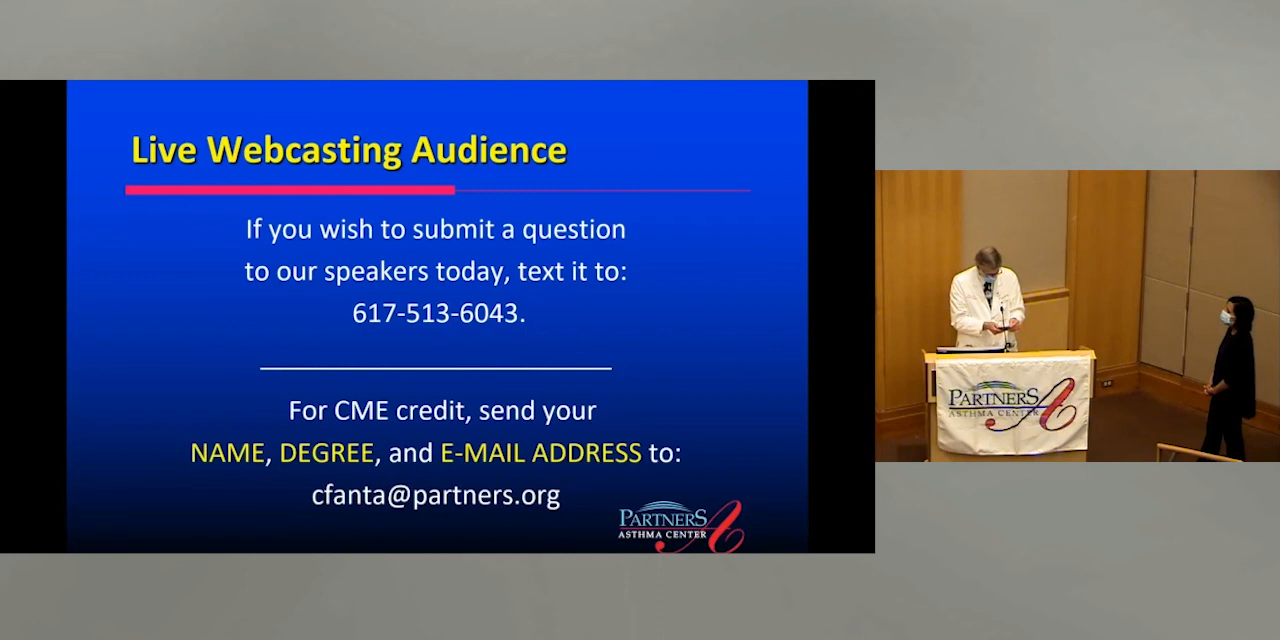 Live Webcasting Audience
If you wish to submit a question
to our speakers today, text it to:
617-513-6043.
For CME credit, send your
NAME, DEGREE, and E-MAIL ADDRESS to:
cfanta@partners.org
PARTNERS A
ASTHMA CENTER
PARTNERS A
ASTHMA CENTER